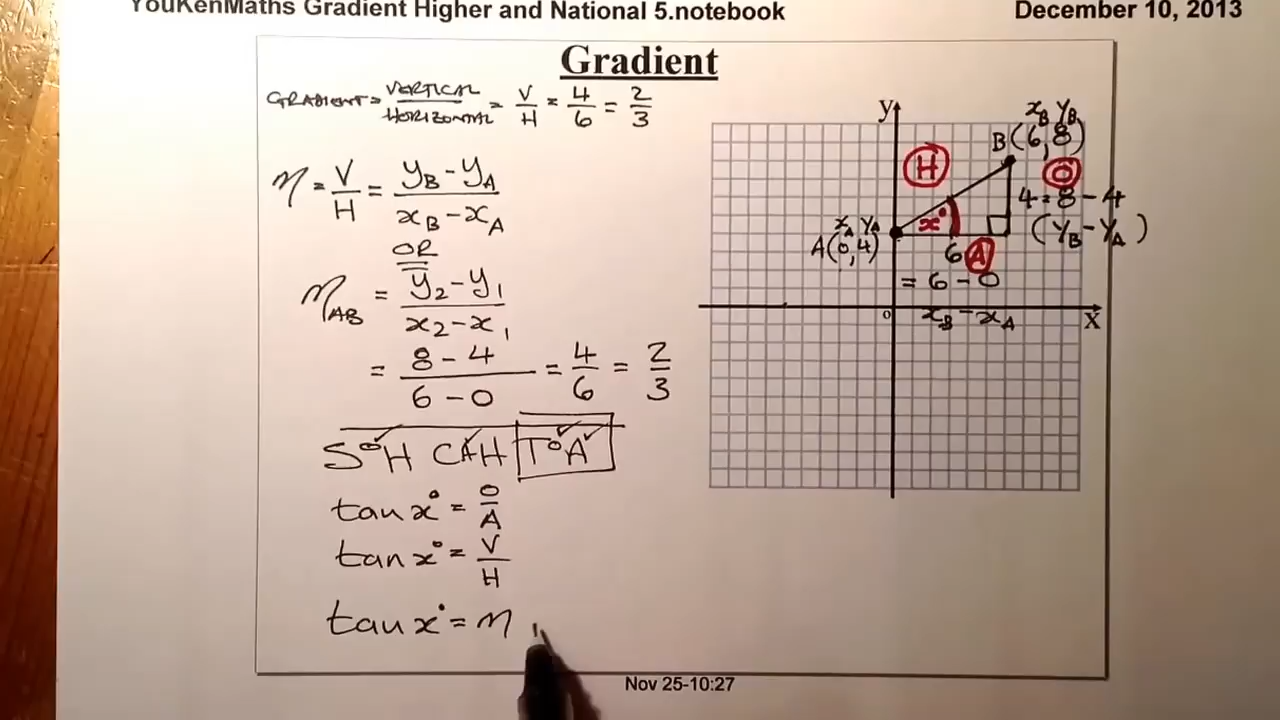 YouKenMaths Gradient Higher and National 5.notebook
December 10, 2013
Gradient
GRADIENT = VERTICAL / HORIZONTAL = V/H = 4/6 = 2/3
m = V/H = (yB - yA) / (xB - xA)
OR
mAB = (y2 - y1) / (x2 - x1)
= (8 - 4) / (6 - 0) = 4/6 = 2/3
SOH CAH TOA
tan x° = O/A
tan x° = V/H
tan x° = m
y
xB yB
B(6,8)
H
O
4 = 8 - 4
(yB - yA)
xA yA
A(0,4)
x°
6 A
= 6 - 0
xB - xA
0
x
Nov 25-10:27